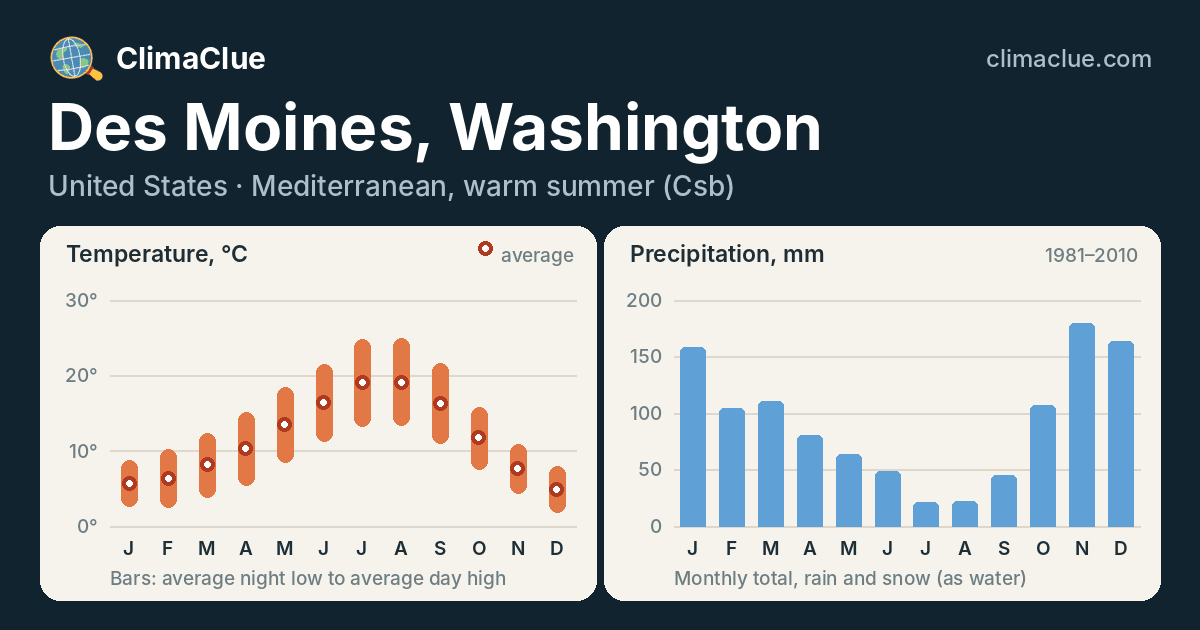 ClimaClue
climaclue.com
Des Moines, Washington
United States · Mediterranean, warm summer (Csb)
Temperature, °C
average
30°
20°
10°
0°
J F M A M J J A S O N D
Bars: average night low to average day high
Precipitation, mm
1981–2010
200
150
100
50
0
J F M A M J J A S O N D
Monthly total, rain and snow (as water)